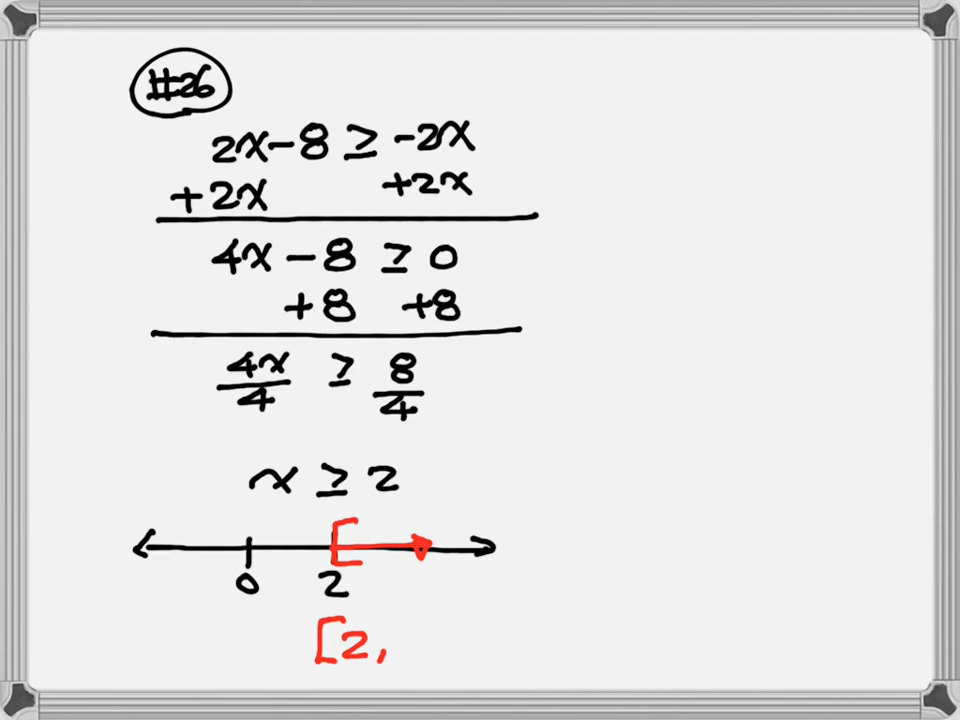 #26
2x-8 ≥ -2x
+2x +2x
4x-8 ≥ 0
+8 +8
4x/4 ≥ 8/4
x ≥ 2
0 2
[2,